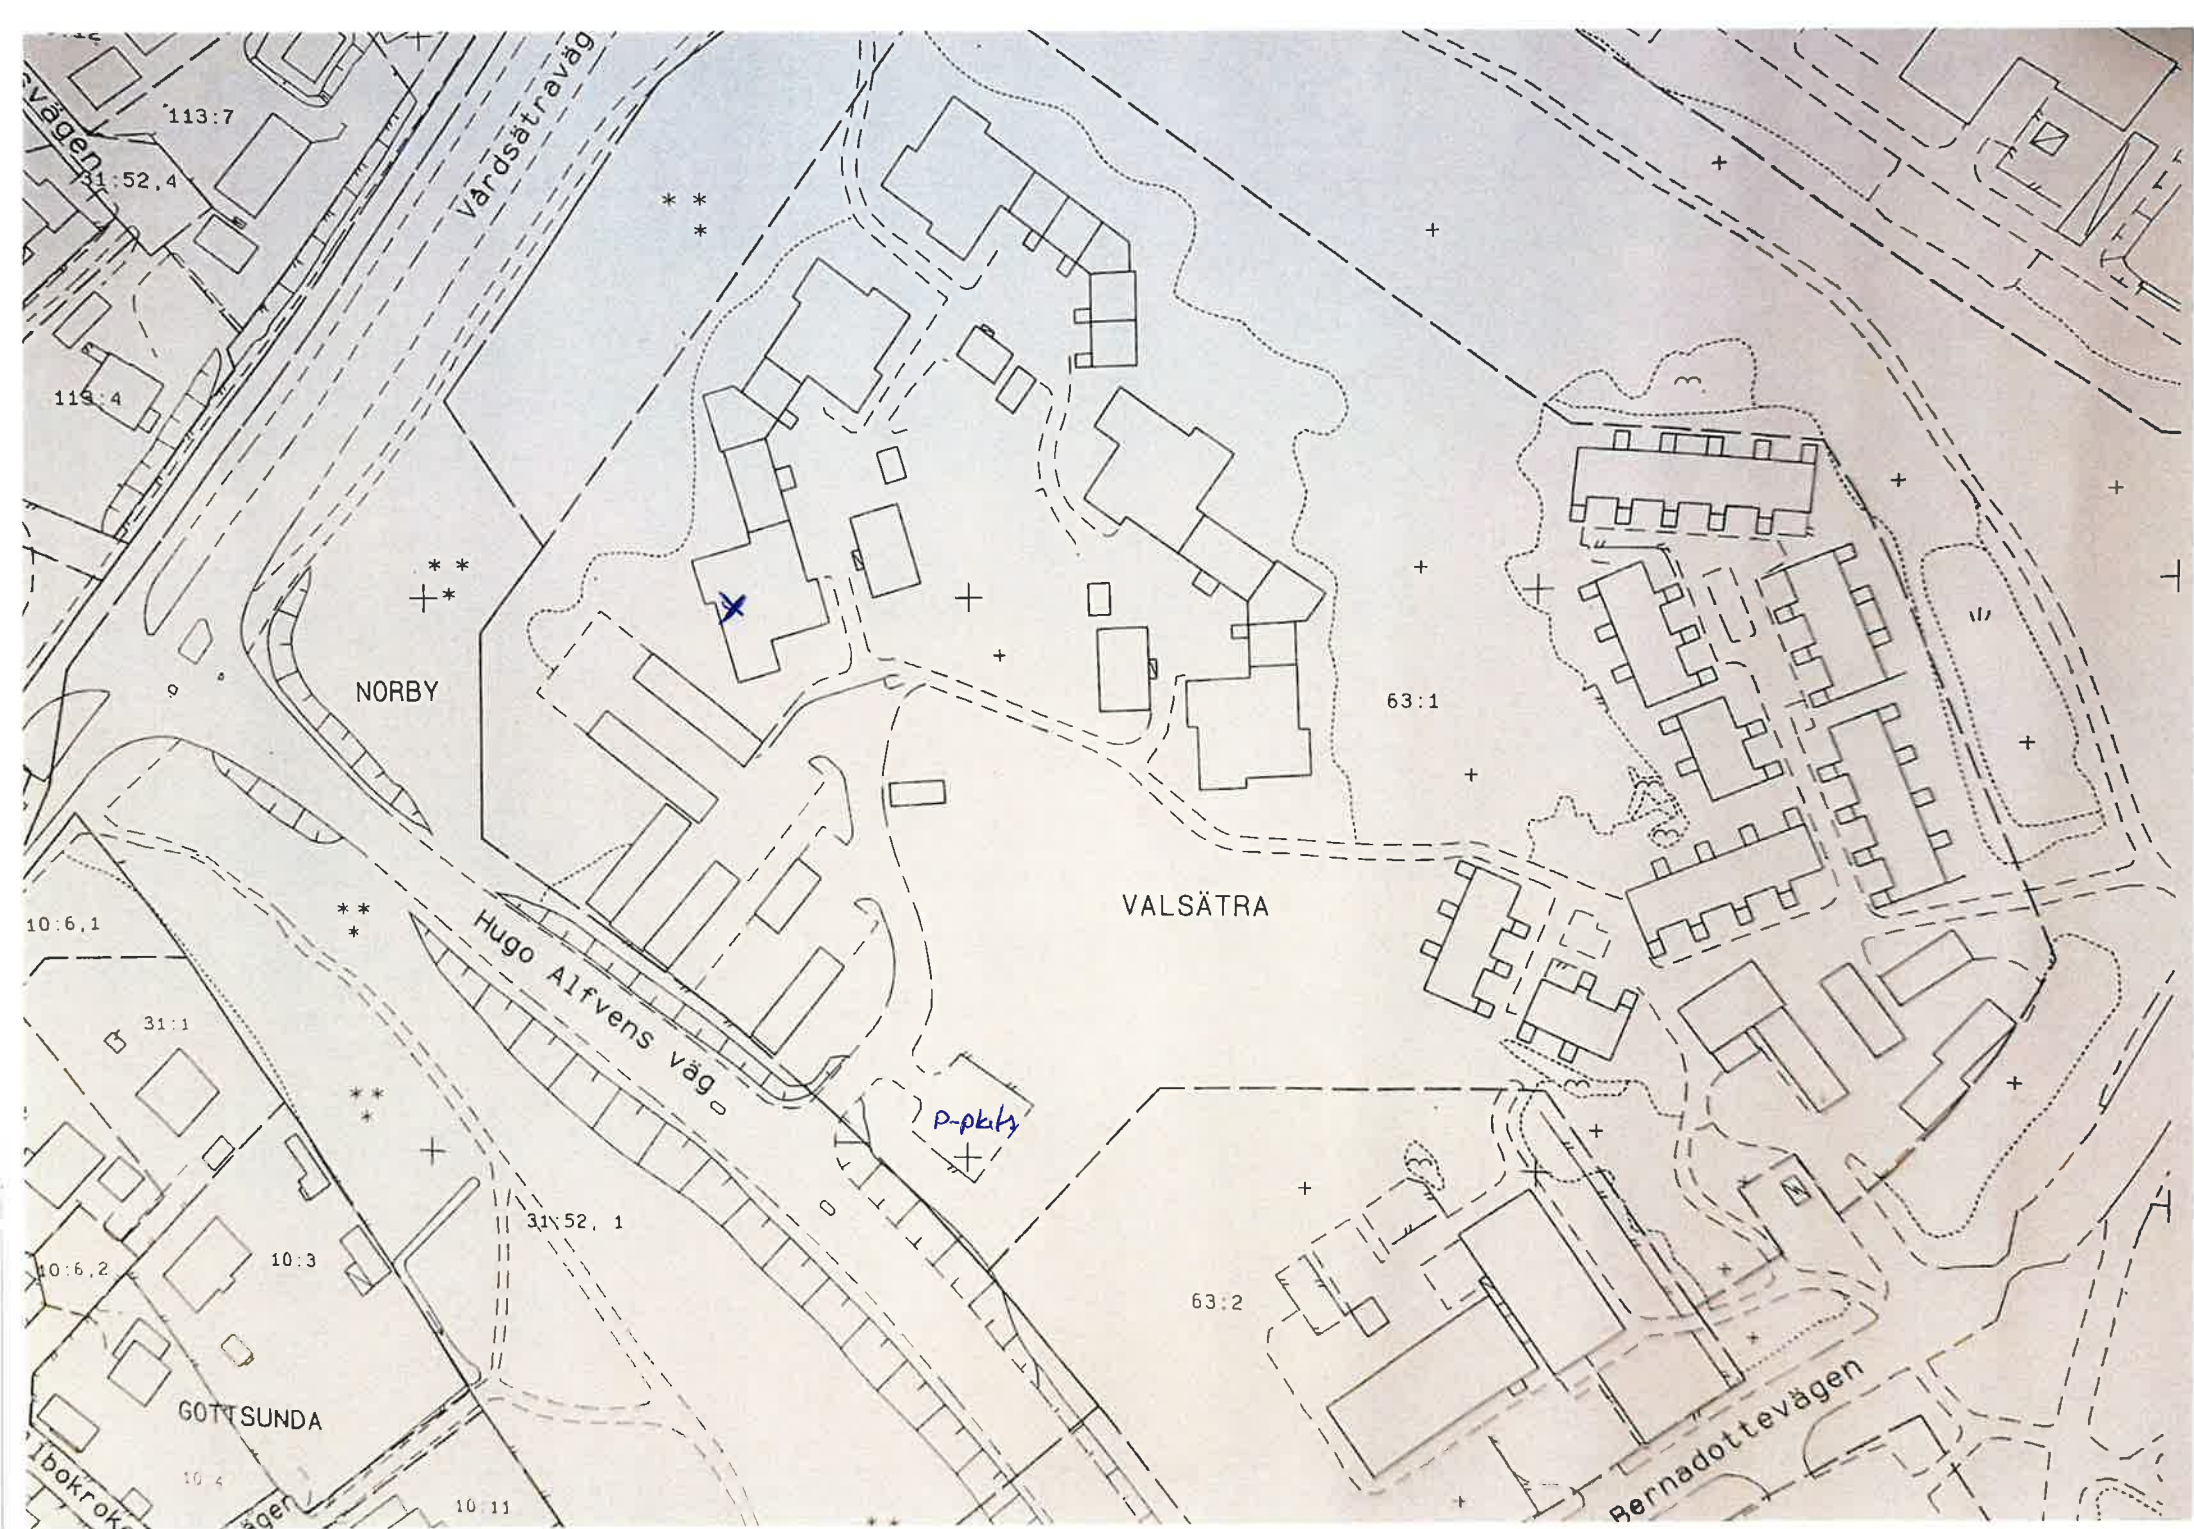 113:7
Vårdsätraväg
31:52,4
113:4
NORBY
63:1
VALSÄTRA
10:6,1
Hugo Alfvens väg
31:1
p-plats
31:52, 1
10:3
10:6,2
63:2
GOTTSUNDA
Bernadottevägen
10:4
10:11